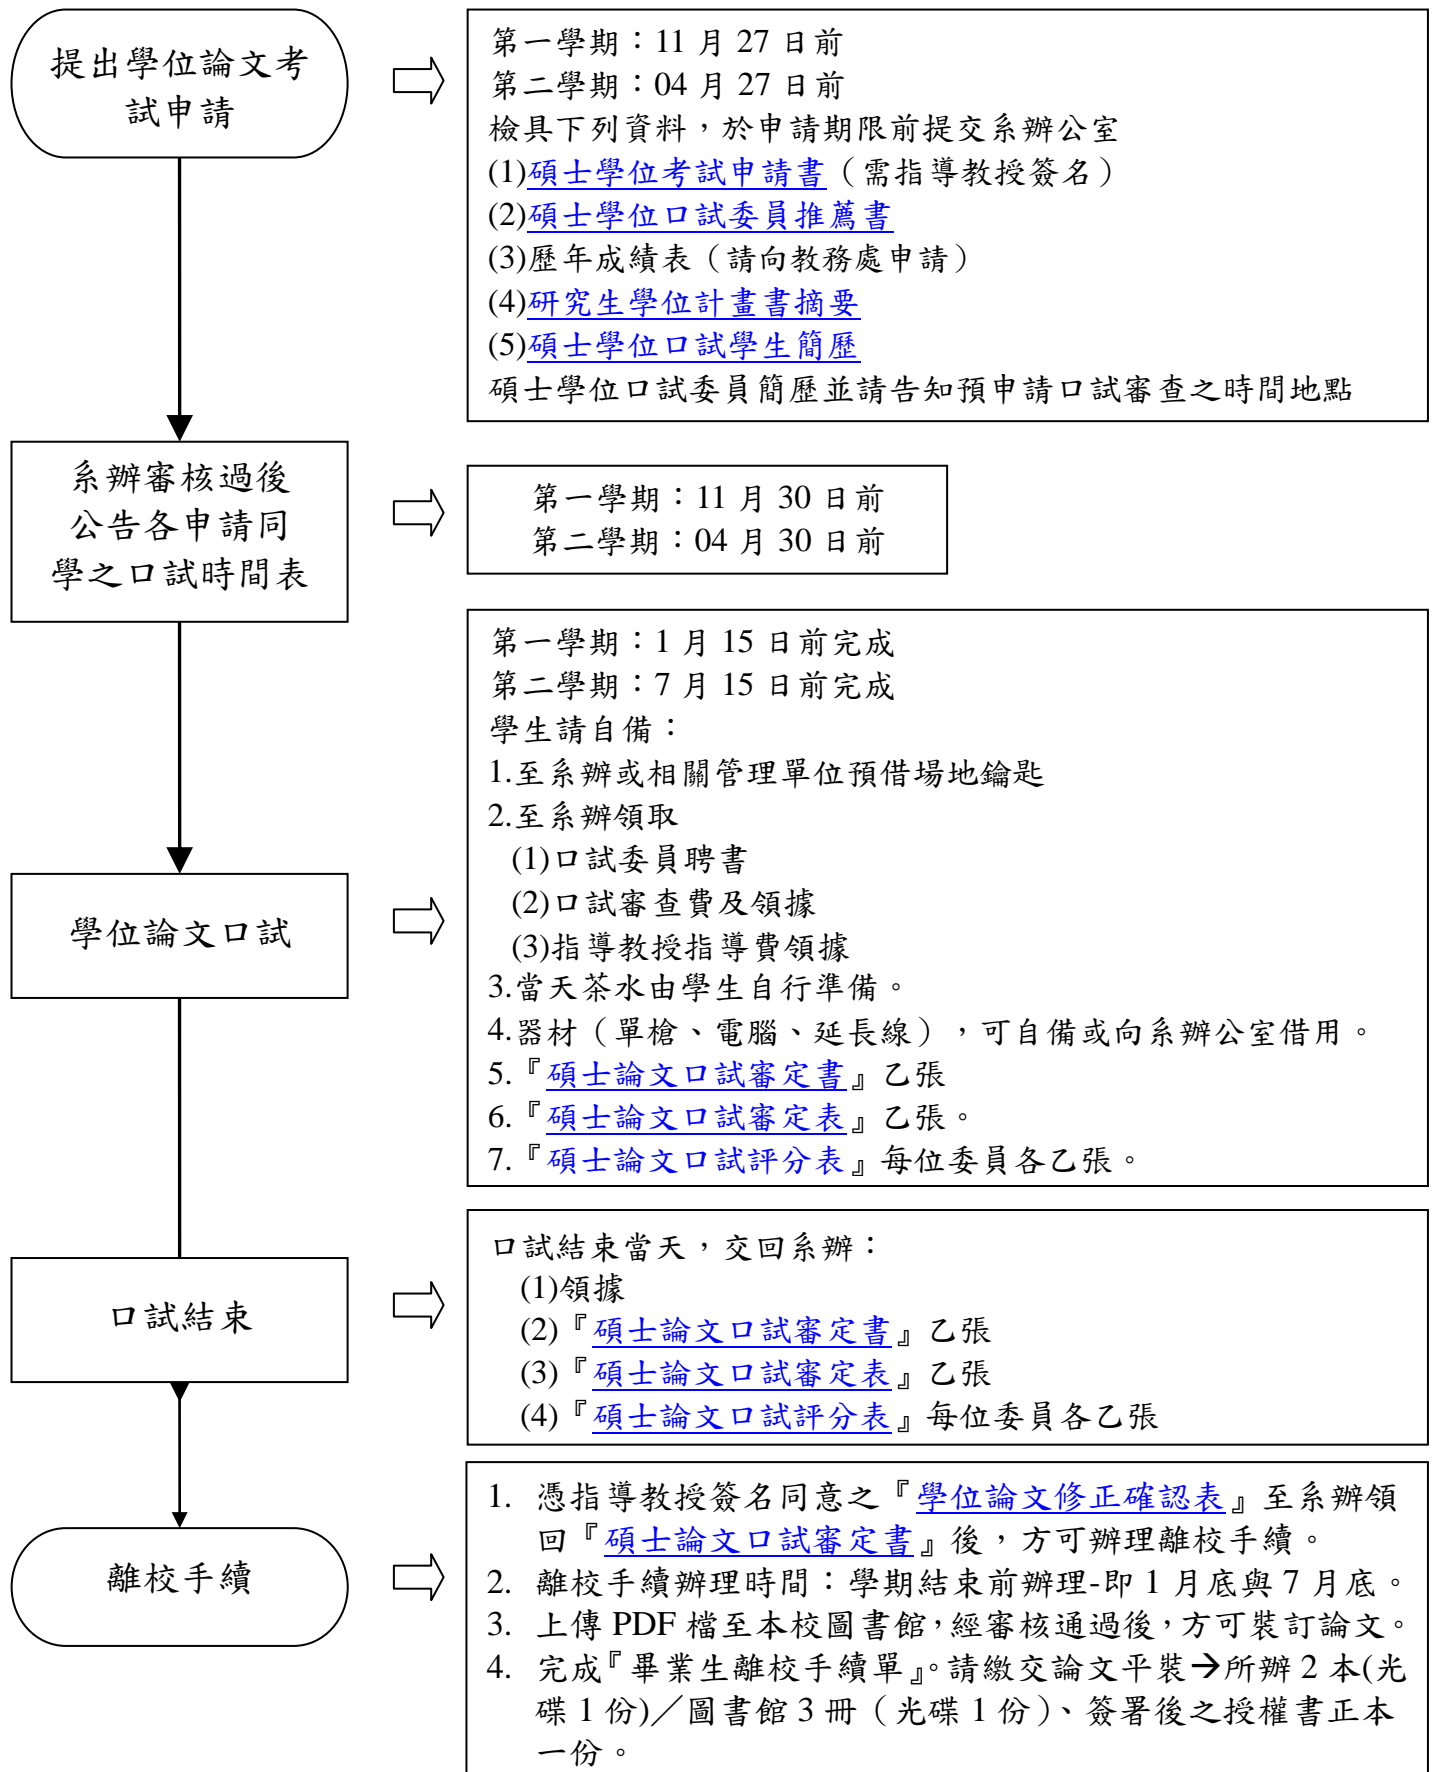 提出學位論文考
試申請
第一學期：11 月 27 日前
第二學期：04 月 27 日前
檢具下列資料，於申請期限前提交系辦公室
(1)碩士學位考試申請書（需指導教授簽名）
(2)碩士學位口試委員推薦書
(3)歷年成績表（請向教務處申請）
(4)研究生學位計畫書摘要
(5)碩士學位口試學生簡歷
碩士學位口試委員簡歷並請告知預申請口試審查之時間地點
系辦審核過後
公告各申請同
學之口試時間表
第一學期：11 月 30 日前
第二學期：04 月 30 日前
學位論文口試
第一學期：1 月 15 日前完成
第二學期：7 月 15 日前完成
學生請自備：
1.至系辦或相關管理單位預借場地鑰匙
2.至系辦領取
(1)口試委員聘書
(2)口試審查費及領據
(3)指導教授指導費領據
3.當天茶水由學生自行準備。
4.器材（單槍、電腦、延長線），可自備或向系辦公室借用。
5.『碩士論文口試審定書』乙張
6.『碩士論文口試審定表』乙張。
7.『碩士論文口試評分表』每位委員各乙張。
口試結束
口試結束當天，交回系辦：
(1)領據
(2)『碩士論文口試審定書』乙張
(3)『碩士論文口試審定表』乙張
(4)『碩士論文口試評分表』每位委員各乙張
離校手續
1. 憑指導教授簽名同意之『學位論文修正確認表』至系辦領
回『碩士論文口試審定書』後，方可辦理離校手續。
2. 離校手續辦理時間：學期結束前辦理-即 1 月底與 7 月底。
3. 上傳 PDF 檔至本校圖書館，經審核通過後，方可裝訂論文。
4. 完成『畢業生離校手續單』。請繳交論文平裝➔所辦 2 本(光
碟 1 份)／圖書館 3 冊（光碟 1 份）、簽署後之授權書正本
一份。